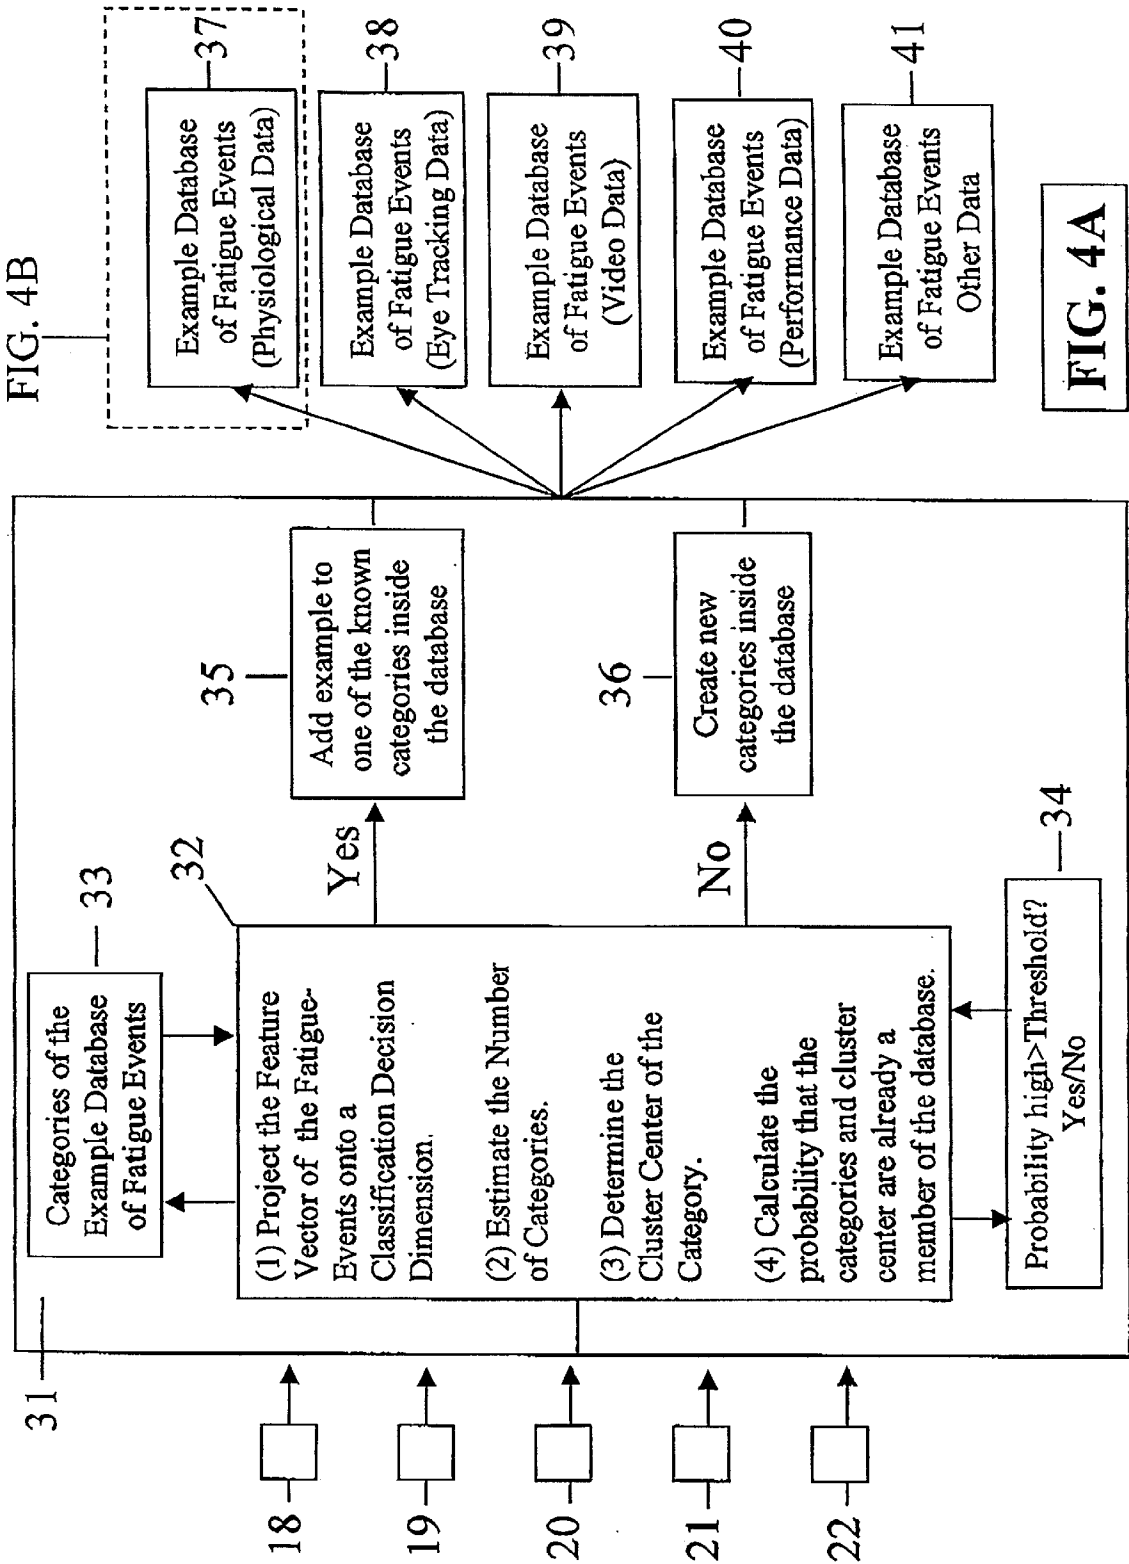 FIG. 4B
31
33
Categories of the
Example Database
of Fatigue Events
32
(1) Project the Feature
Vector of the Fatigue-
Events onto a
Classification Decision
Dimension.
(2) Estimate the Number
of Categories.
(3) Determine the
Cluster Center of the
Category.
(4) Calculate the
probability that the
categories and cluster
center are already a
member of the database.
34
Probability high>Threshold?
Yes/No
18
19
20
21
22
Yes
35
Add example to
one of the known
categories inside
the database
No
36
Create new
categories inside
the database
37
Example Database
of Fatigue Events
(Physiological Data)
38
Example Database
of Fatigue Events
(Eye Tracking Data)
39
Example Database
of Fatigue Events
(Video Data)
40
Example Database
of Fatigue Events
(Performance Data)
41
Example Database
of Fatigue Events
Other Data
FIG. 4A